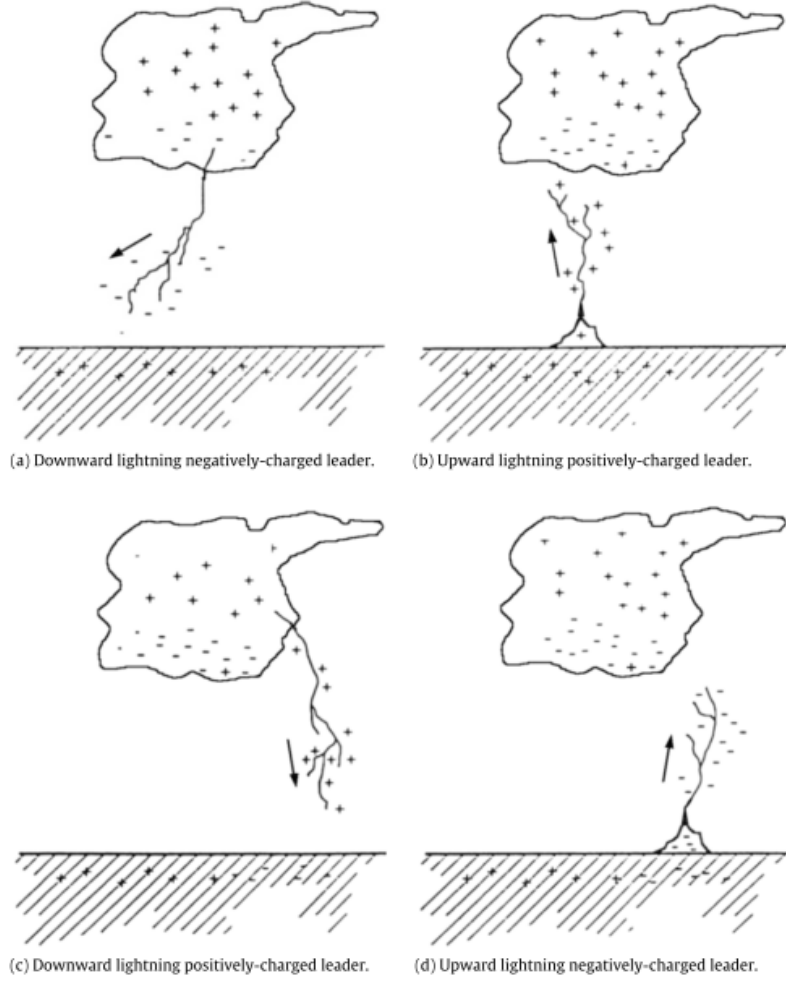 (a) Downward lightning negatively-charged leader.
(b) Upward lightning positively-charged leader.
(c) Downward lightning positively-charged leader.
(d) Upward lightning negatively-charged leader.